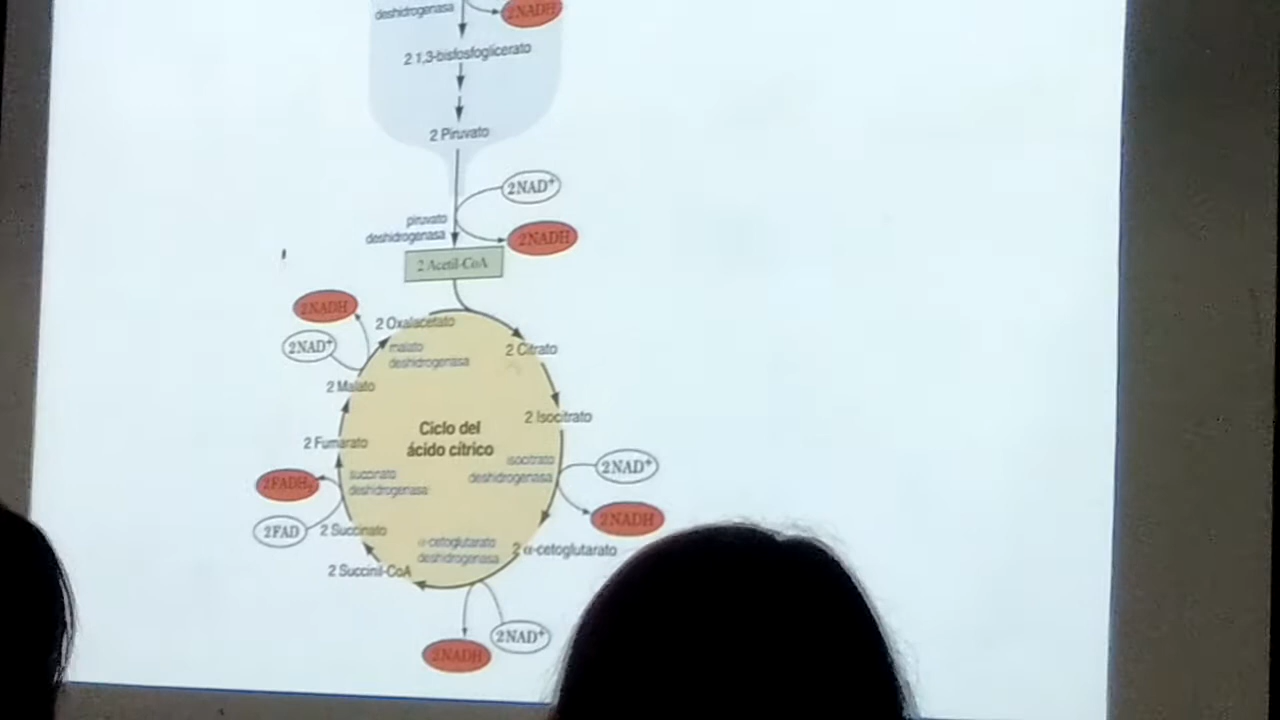 deshidrogenasa
2NADH
2 1,3-bisfosfoglicerato
2 Piruvato
2NAD⁺
piruvato
deshidrogenasa
2NADH
2 Acetil-CoA
2NADH
2 Oxalacetato
2NAD⁺
malato
deshidrogenasa
2 Citrato
2 Malato
2 Isocitrato
Ciclo del
ácido cítrico
2 Fumarato
isocitrato
deshidrogenasa
2NAD⁺
succinato
deshidrogenasa
2FADH₂
2NADH
2FAD
2 Succinato
α-cetoglutarato
deshidrogenasa
2 α-cetoglutarato
2 Succinil-CoA
2NAD⁺
2NADH